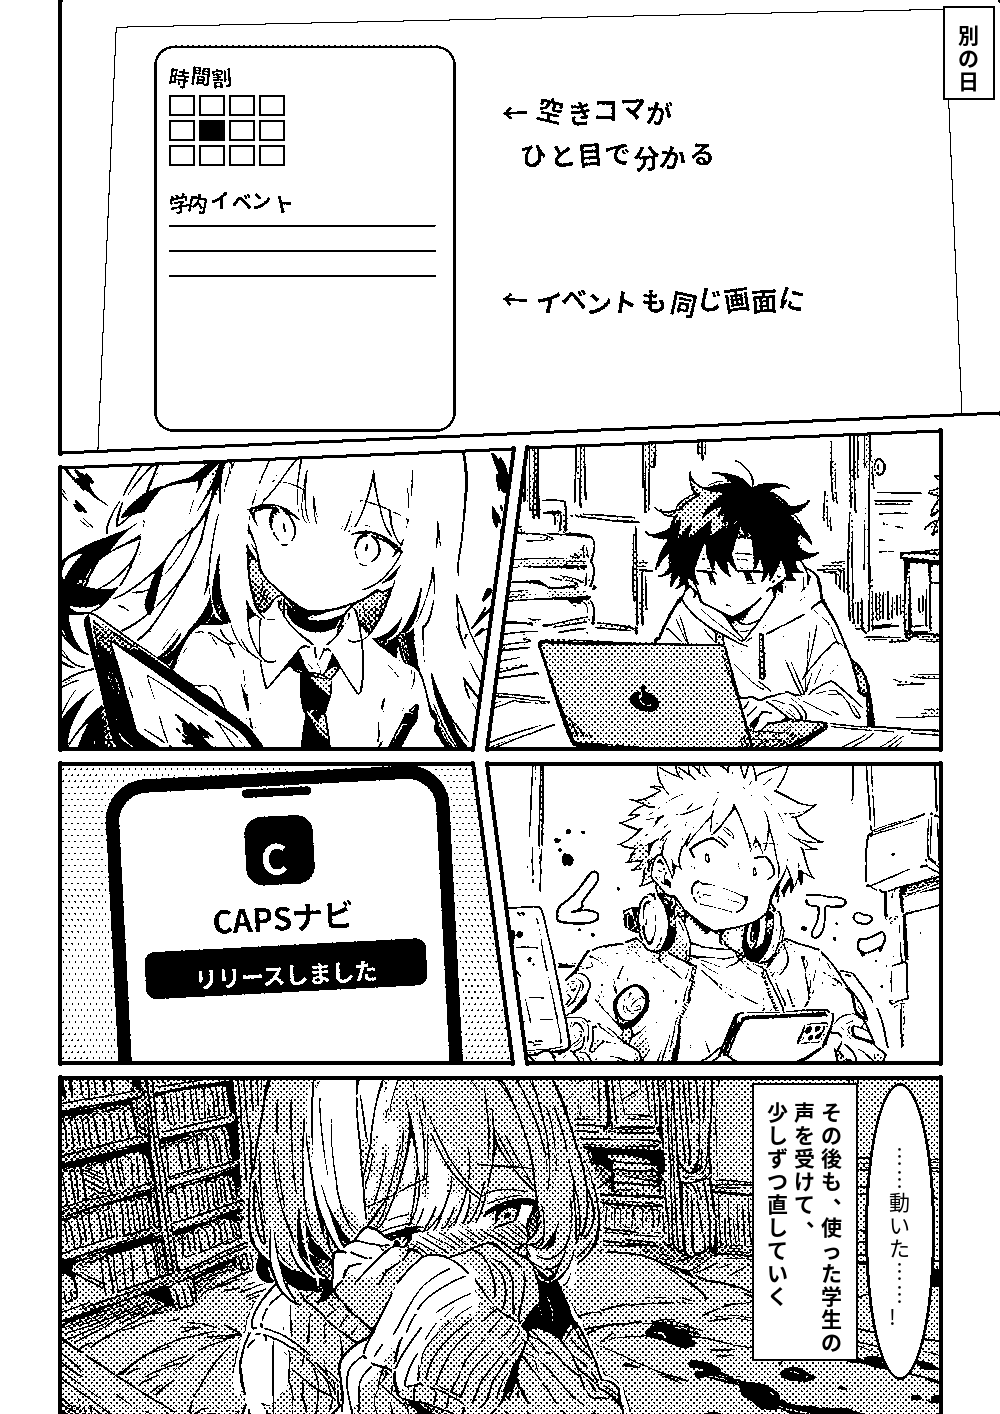 別の日
時間割
学内イベント
← 空きコマが
ひと目で分かる
← イベントも同じ画面に
C
CAPSナビ
リリースしました
……動いた……!
その後も、使った学生の
声を受けて、
少しずつ直していく